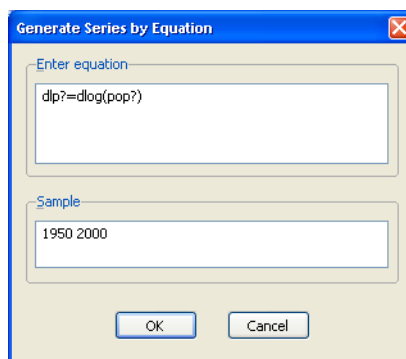 Generate Series by Equation
Enter equation
dlp?=dlog(pop?)
Sample
1950 2000
OK
Cancel